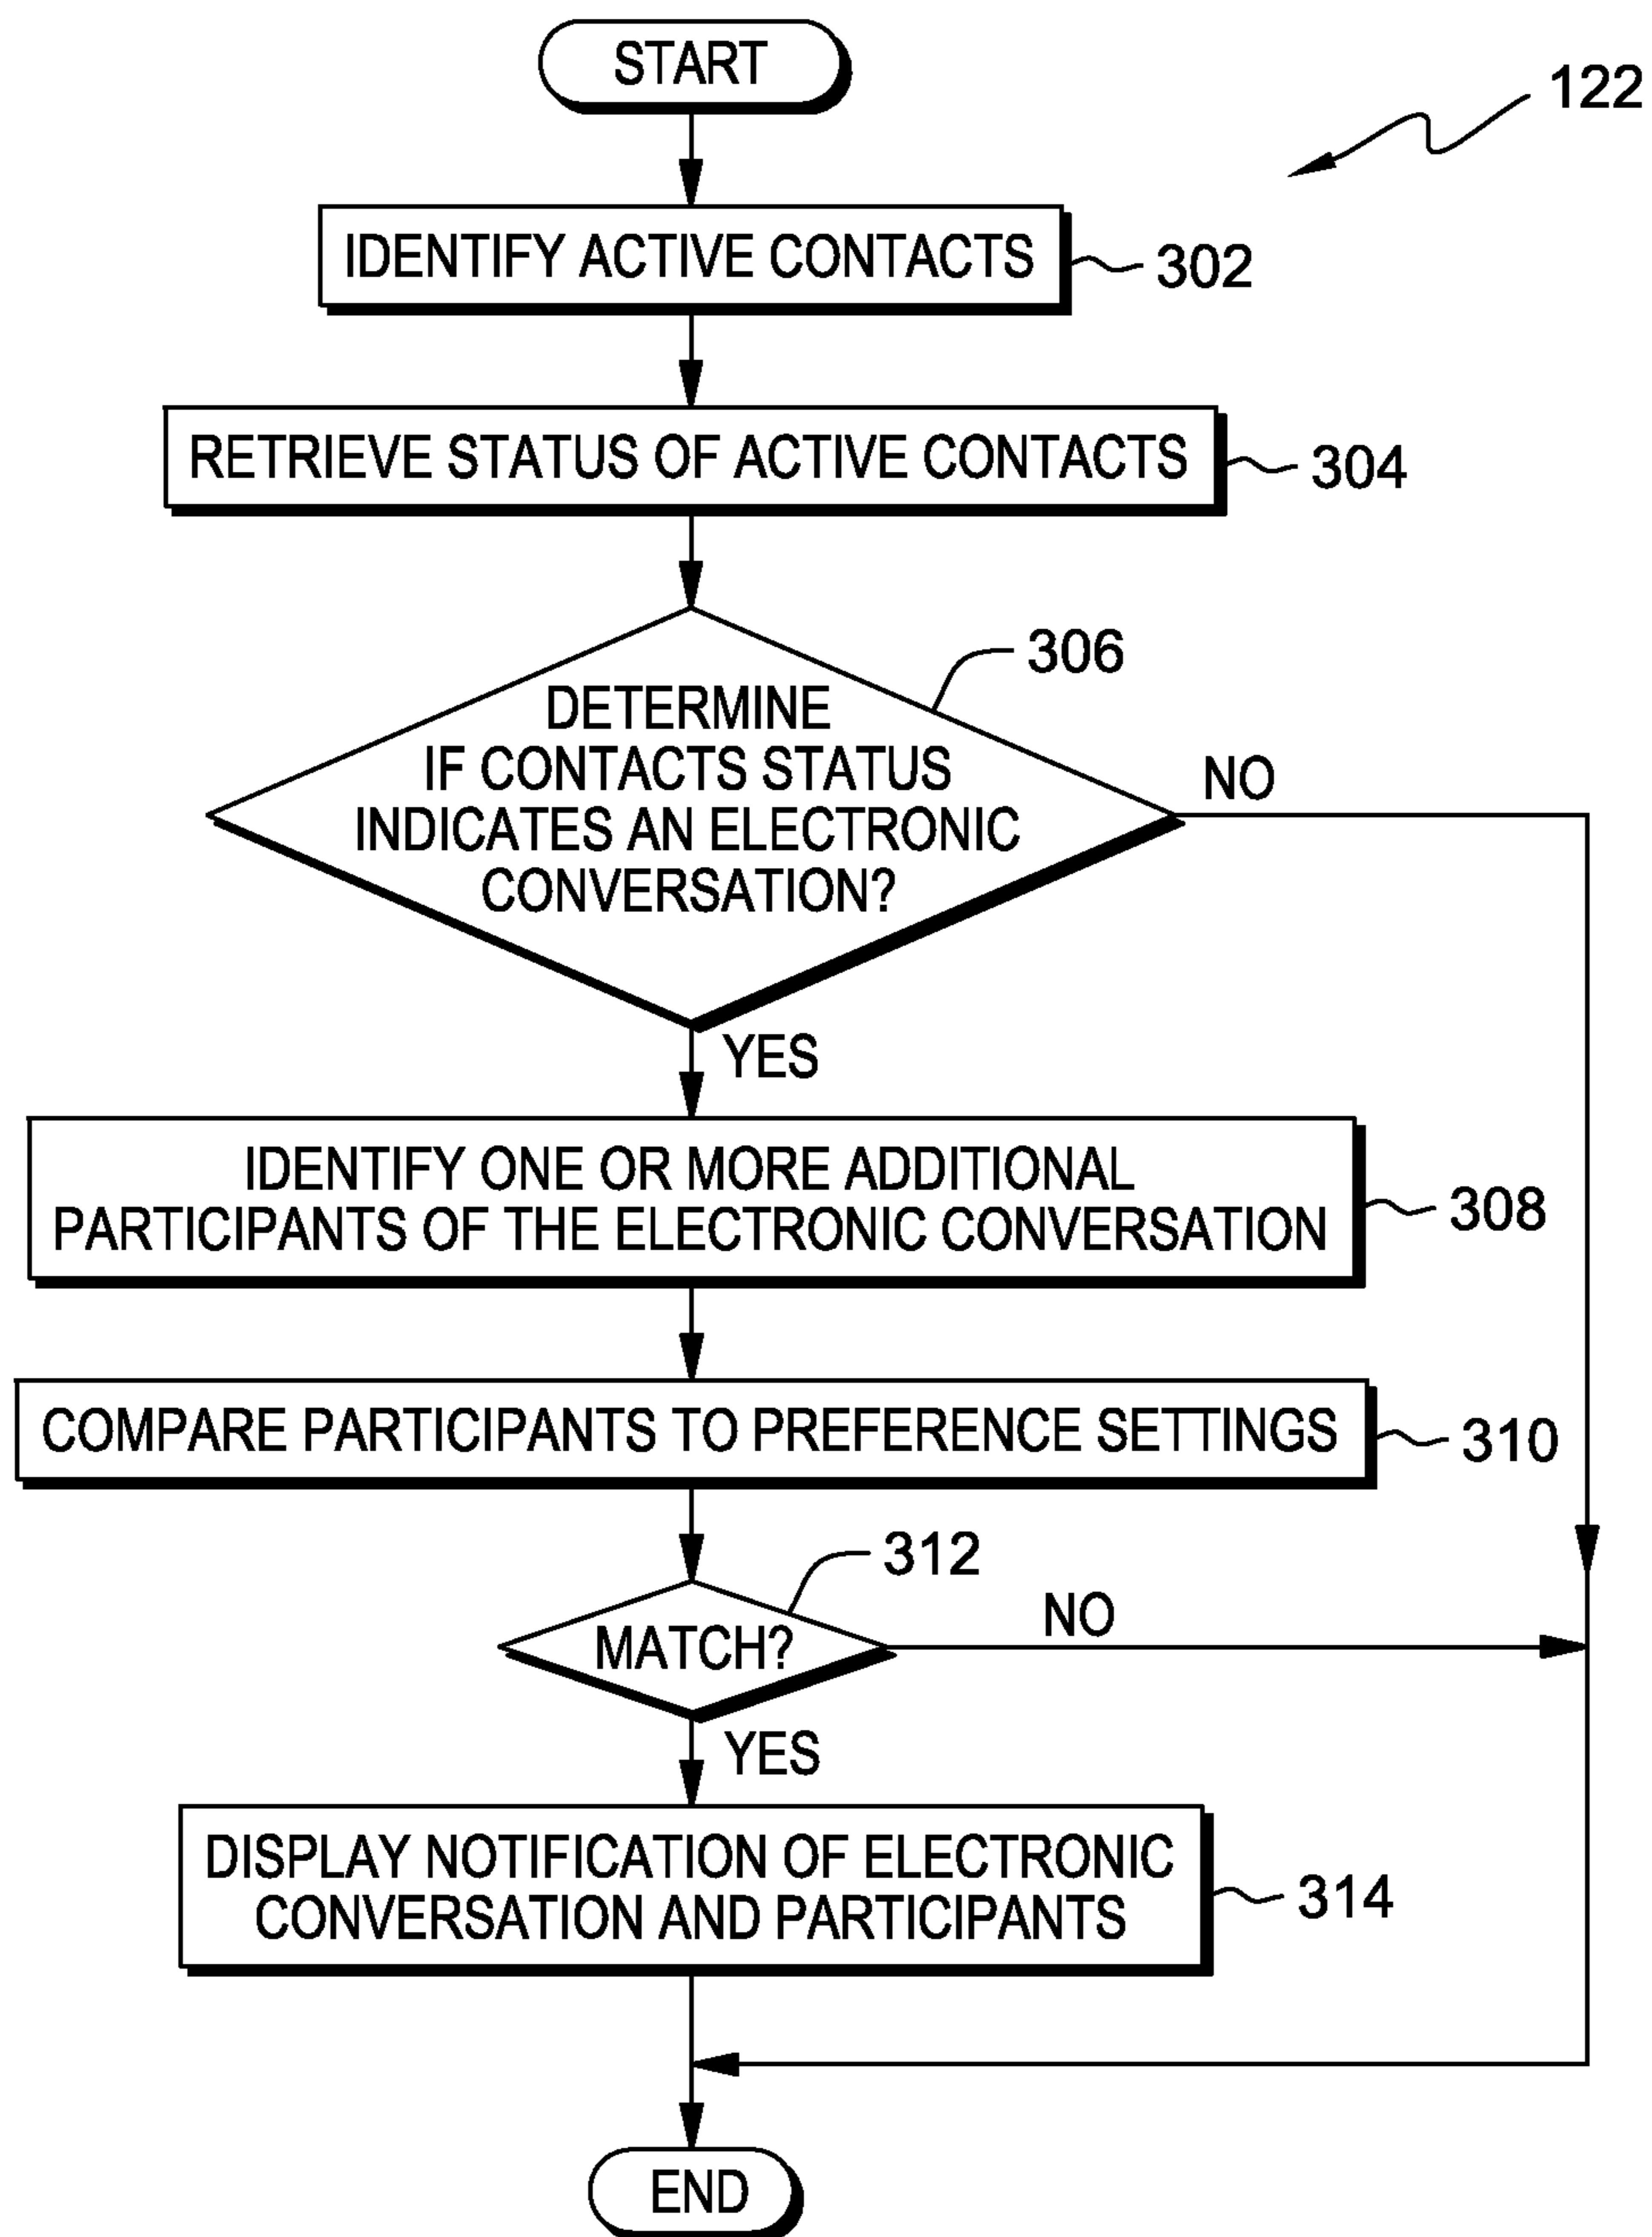 START
122
IDENTIFY ACTIVE CONTACTS
302
RETRIEVE STATUS OF ACTIVE CONTACTS
304
306
DETERMINE
IF CONTACTS STATUS
INDICATES AN ELECTRONIC
CONVERSATION?
NO
YES
IDENTIFY ONE OR MORE ADDITIONAL
PARTICIPANTS OF THE ELECTRONIC CONVERSATION
308
COMPARE PARTICIPANTS TO PREFERENCE SETTINGS
310
312
MATCH?
NO
YES
DISPLAY NOTIFICATION OF ELECTRONIC
CONVERSATION AND PARTICIPANTS
314
END